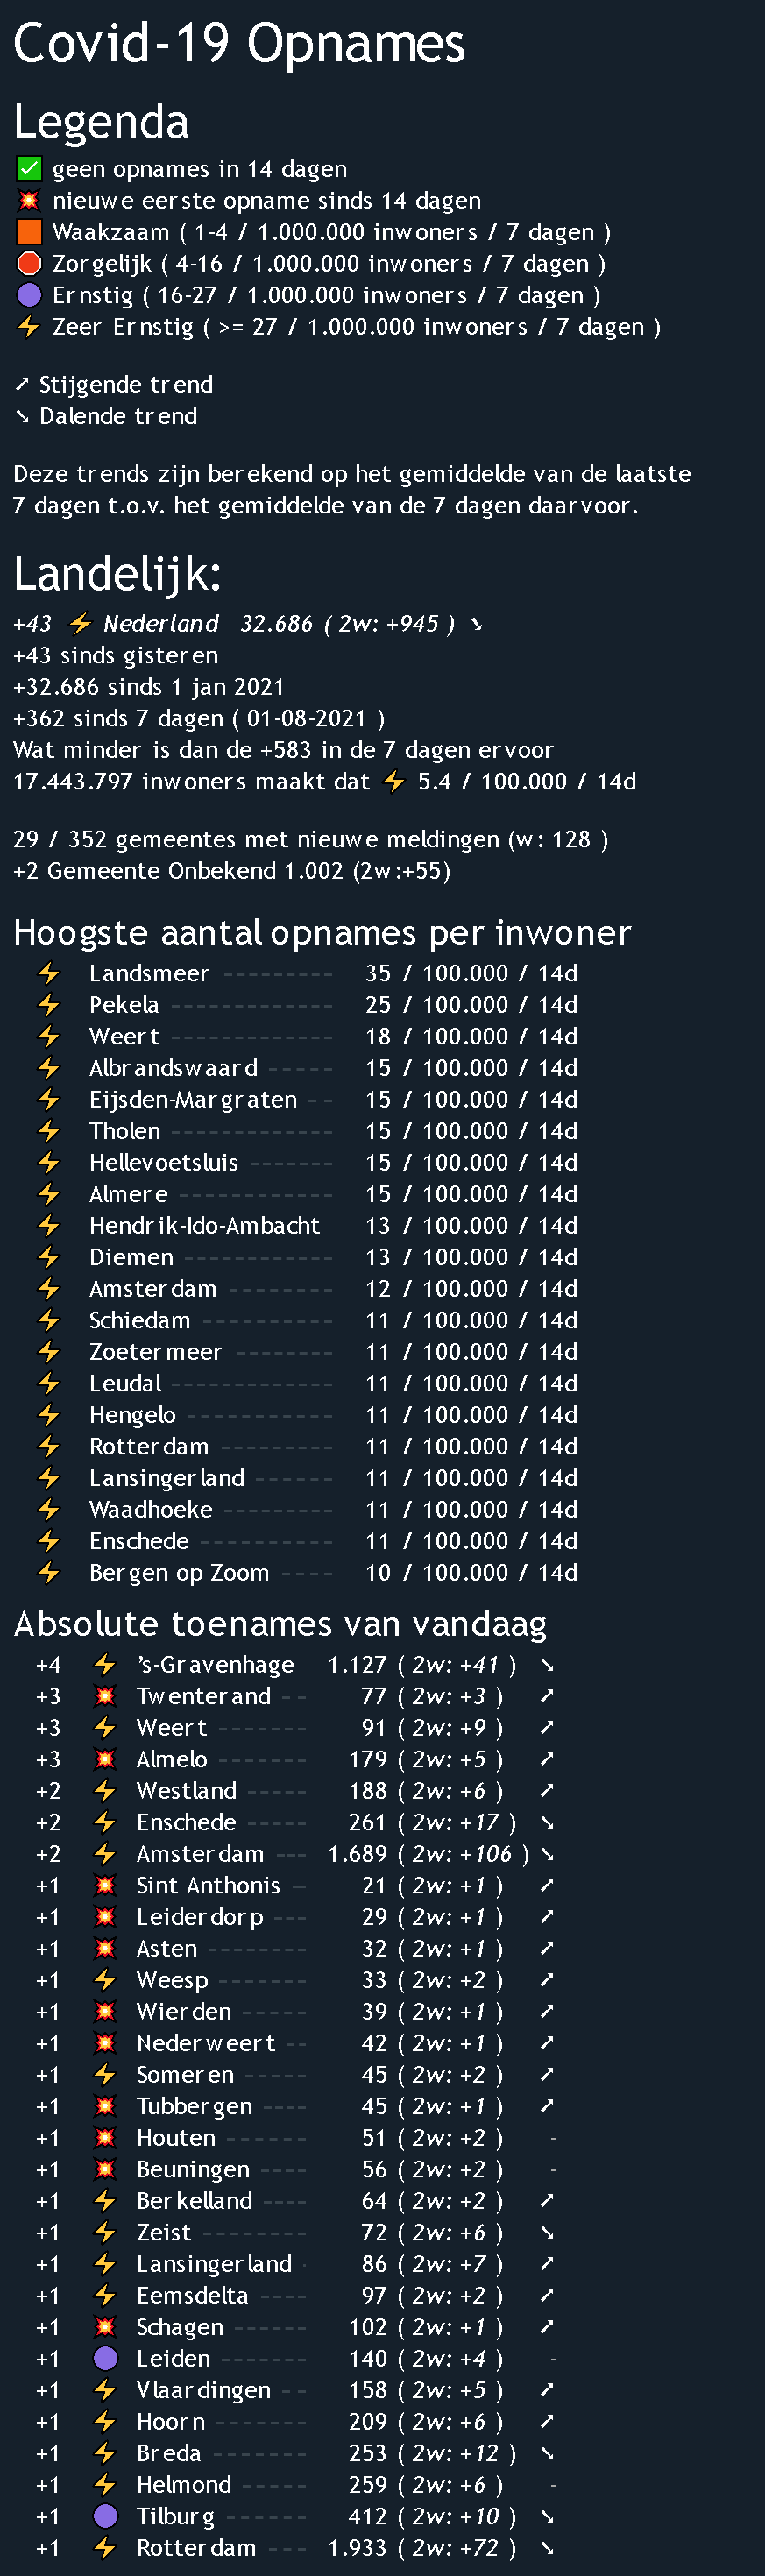 Covid-19 Opnames
Legenda
✅ geen opnames in 14 dagen
💥 nieuwe eerste opname sinds 14 dagen
🟧 Waakzaam ( 1-4 / 1.000.000 inwoners / 7 dagen )
🛑 Zorgelijk ( 4-16 / 1.000.000 inwoners / 7 dagen )
🟣 Ernstig ( 16-27 / 1.000.000 inwoners / 7 dagen )
⚡ Zeer Ernstig ( >= 27 / 1.000.000 inwoners / 7 dagen )
➚ Stijgende trend
➘ Dalende trend
Deze trends zijn berekend op het gemiddelde van de laatste
7 dagen t.o.v. het gemiddelde van de 7 dagen daarvoor.
Landelijk:
+43 ⚡ Nederland 32.686 ( 2w: +945 ) ➘
+43 sinds gisteren
+32.686 sinds 1 jan 2021
+362 sinds 7 dagen ( 01-08-2021 )
Wat minder is dan de +583 in de 7 dagen ervoor
17.443.797 inwoners maakt dat ⚡ 5.4 / 100.000 / 14d
29 / 352 gemeentes met nieuwe meldingen (w: 128 )
+2 Gemeente Onbekend 1.002 (2w:+55)
Hoogste aantal opnames per inwoner
⚡ Landsmeer --------- 35 / 100.000 / 14d
⚡ Pekela ------------- 25 / 100.000 / 14d
⚡ Weert ------------- 18 / 100.000 / 14d
⚡ Albrandswaard ----- 15 / 100.000 / 14d
⚡ Eijsden-Margraten -- 15 / 100.000 / 14d
⚡ Tholen ------------- 15 / 100.000 / 14d
⚡ Hellevoetsluis ------- 15 / 100.000 / 14d
⚡ Almere ------------- 15 / 100.000 / 14d
⚡ Hendrik-Ido-Ambacht 13 / 100.000 / 14d
⚡ Diemen ------------ 13 / 100.000 / 14d
⚡ Amsterdam -------- 12 / 100.000 / 14d
⚡ Schiedam ---------- 11 / 100.000 / 14d
⚡ Zoetermeer -------- 11 / 100.000 / 14d
⚡ Leudal ------------- 11 / 100.000 / 14d
⚡ Hengelo ----------- 11 / 100.000 / 14d
⚡ Rotterdam --------- 11 / 100.000 / 14d
⚡ Lansingerland ------ 11 / 100.000 / 14d
⚡ Waadhoeke -------- 11 / 100.000 / 14d
⚡ Enschede ---------- 11 / 100.000 / 14d
⚡ Bergen op Zoom ---- 10 / 100.000 / 14d
Absolute toenames van vandaag
+4 ⚡ 's-Gravenhage 1.127 ( 2w: +41 ) ➘
+3 💥 Twenterand -- 77 ( 2w: +3 ) ➚
+3 ⚡ Weert ------- 91 ( 2w: +9 ) ➚
+3 💥 Almelo ------- 179 ( 2w: +5 ) ➚
+2 ⚡ Westland ----- 188 ( 2w: +6 ) ➚
+2 ⚡ Enschede ----- 261 ( 2w: +17 ) ➘
+2 ⚡ Amsterdam --- 1.689 ( 2w: +106 ) ➘
+1 💥 Sint Anthonis - 21 ( 2w: +1 ) ➚
+1 💥 Leiderdorp --- 29 ( 2w: +1 ) ➚
+1 💥 Asten -------- 32 ( 2w: +1 ) ➚
+1 ⚡ Weesp ------- 33 ( 2w: +2 ) ➚
+1 💥 Wierden ----- 39 ( 2w: +1 ) ➚
+1 💥 Nederweert -- 42 ( 2w: +1 ) ➚
+1 ⚡ Someren ----- 45 ( 2w: +2 ) ➚
+1 💥 Tubbergen ---- 45 ( 2w: +1 ) ➚
+1 💥 Houten ------ 51 ( 2w: +2 ) -
+1 💥 Beuningen ---- 56 ( 2w: +2 ) -
+1 ⚡ Berkelland ---- 64 ( 2w: +2 ) ➚
+1 ⚡ Zeist -------- 72 ( 2w: +6 ) ➘
+1 ⚡ Lansingerland - 86 ( 2w: +7 ) ➚
+1 ⚡ Eemsdelta ---- 97 ( 2w: +2 ) ➚
+1 💥 Schagen ------ 102 ( 2w: +1 ) ➚
+1 🟣 Leiden ------- 140 ( 2w: +4 ) -
+1 ⚡ Vlaardingen -- 158 ( 2w: +5 ) ➚
+1 ⚡ Hoorn ------- 209 ( 2w: +6 ) ➚
+1 ⚡ Breda ------- 253 ( 2w: +12 ) ➘
+1 ⚡ Helmond ----- 259 ( 2w: +6 ) -
+1 🟣 Tilburg ------ 412 ( 2w: +10 ) ➘
+1 ⚡ Rotterdam --- 1.933 ( 2w: +72 ) ➘